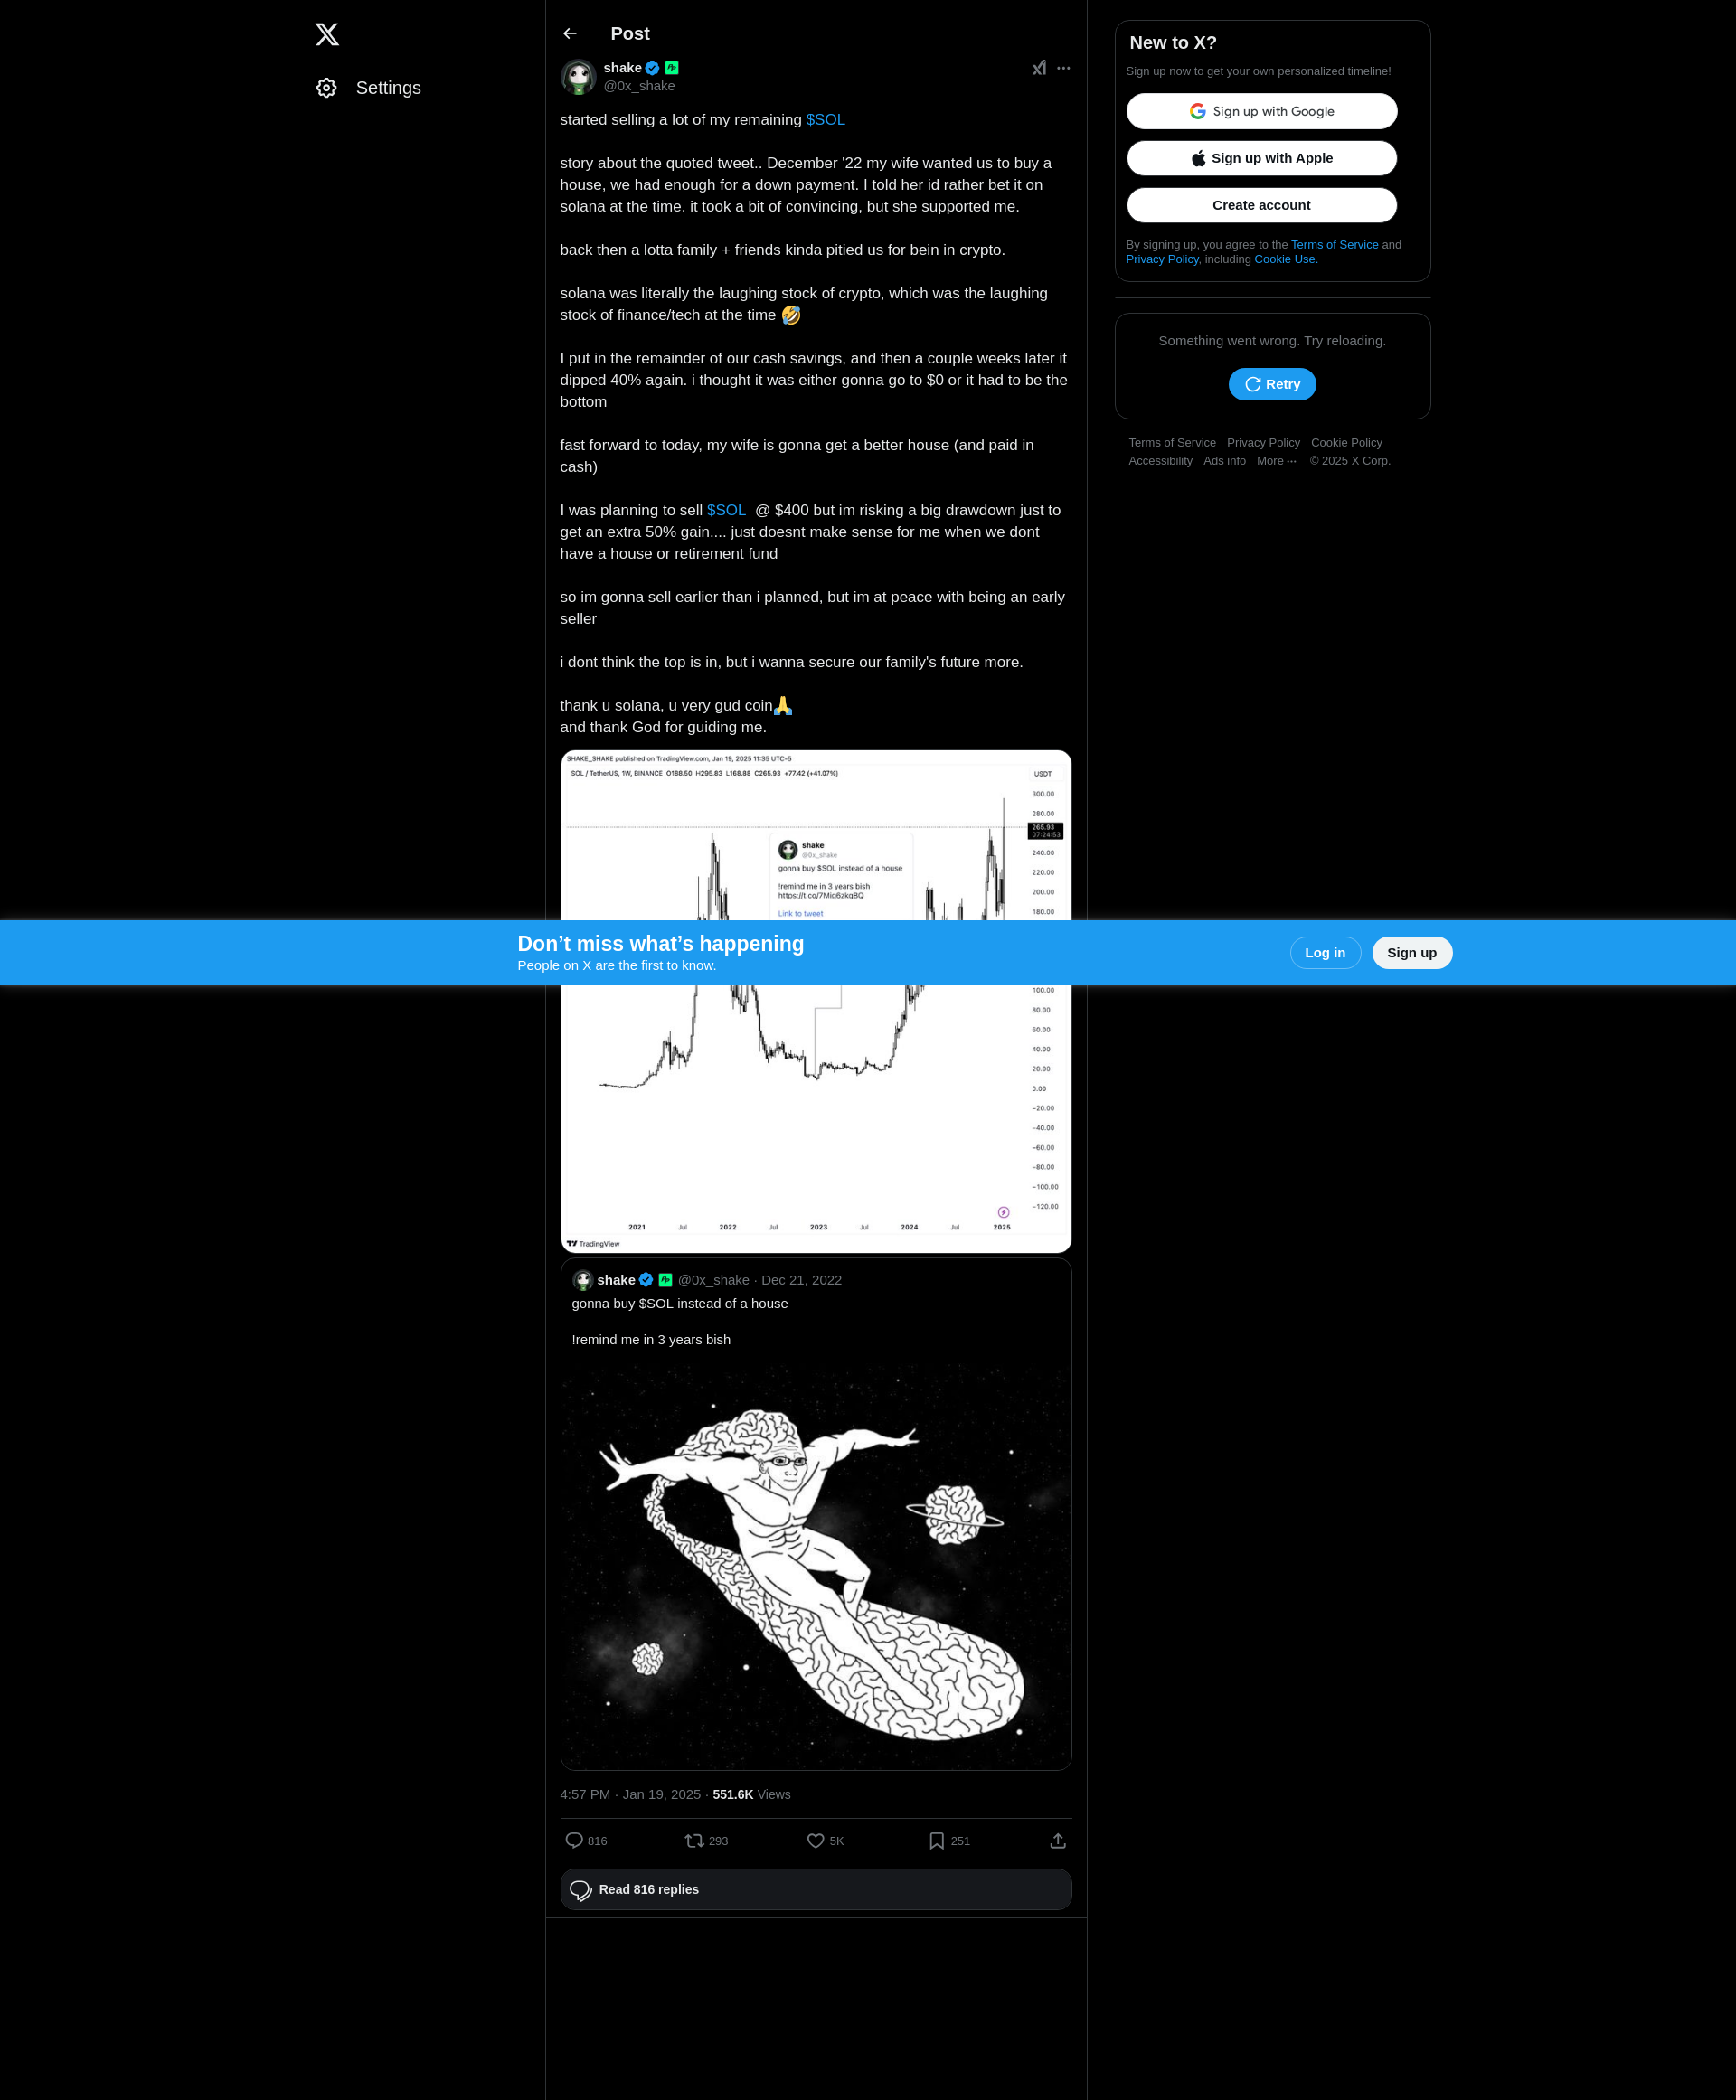 Settings
Post
shake
@0x_shake
started selling a lot of my remaining $SOL
story about the quoted tweet.. December '22 my wife wanted us to buy a
house, we had enough for a down payment. I told her id rather bet it on
solana at the time. it took a bit of convincing, but she supported me.
back then a lotta family + friends kinda pitied us for bein in crypto.
solana was literally the laughing stock of crypto, which was the laughing
stock of finance/tech at the time 🤣
I put in the remainder of our cash savings, and then a couple weeks later it
dipped 40% again. i thought it was either gonna go to $0 or it had to be the
bottom
fast forward to today, my wife is gonna get a better house (and paid in
cash)
I was planning to sell $SOL @ $400 but im risking a big drawdown just to
get an extra 50% gain.... just doesnt make sense for me when we dont
have a house or retirement fund
so im gonna sell earlier than i planned, but im at peace with being an early
seller
i dont think the top is in, but i wanna secure our family's future more.
thank u solana, u very gud coin🙏
and thank God for guiding me.
SHAKE_SHAKE published on TradingView.com, Jan 19, 2025 11:35 UTC-5
SOL / TetherUS, 1W, BINANCE O188.50 H295.83 L168.88 C265.93 +77.42 (+41.07%)
USDT
300.00
280.00
265.93
07:24:53
240.00
220.00
200.00
180.00
shake
@0x_shake
gonna buy $SOL instead of a house
!remind me in 3 years bish
https://t.co/7Mig6zkqBQ
Link to tweet
100.00
80.00
60.00
40.00
20.00
0.00
−20.00
−40.00
−60.00
−80.00
−100.00
−120.00
2021 Jul 2022 Jul 2023 Jul 2024 Jul 2025
TradingView
shake @0x_shake · Dec 21, 2022
gonna buy $SOL instead of a house
!remind me in 3 years bish
4:57 PM · Jan 19, 2025 · 551.6K Views
816 293 5K 251
Read 816 replies
New to X?
Sign up now to get your own personalized timeline!
Sign up with Google
Sign up with Apple
Create account
By signing up, you agree to the Terms of Service and
Privacy Policy, including Cookie Use.
Something went wrong. Try reloading.
Retry
Terms of Service Privacy Policy Cookie Policy
Accessibility Ads info More ··· © 2025 X Corp.
Don’t miss what’s happening
People on X are the first to know.
Log in
Sign up